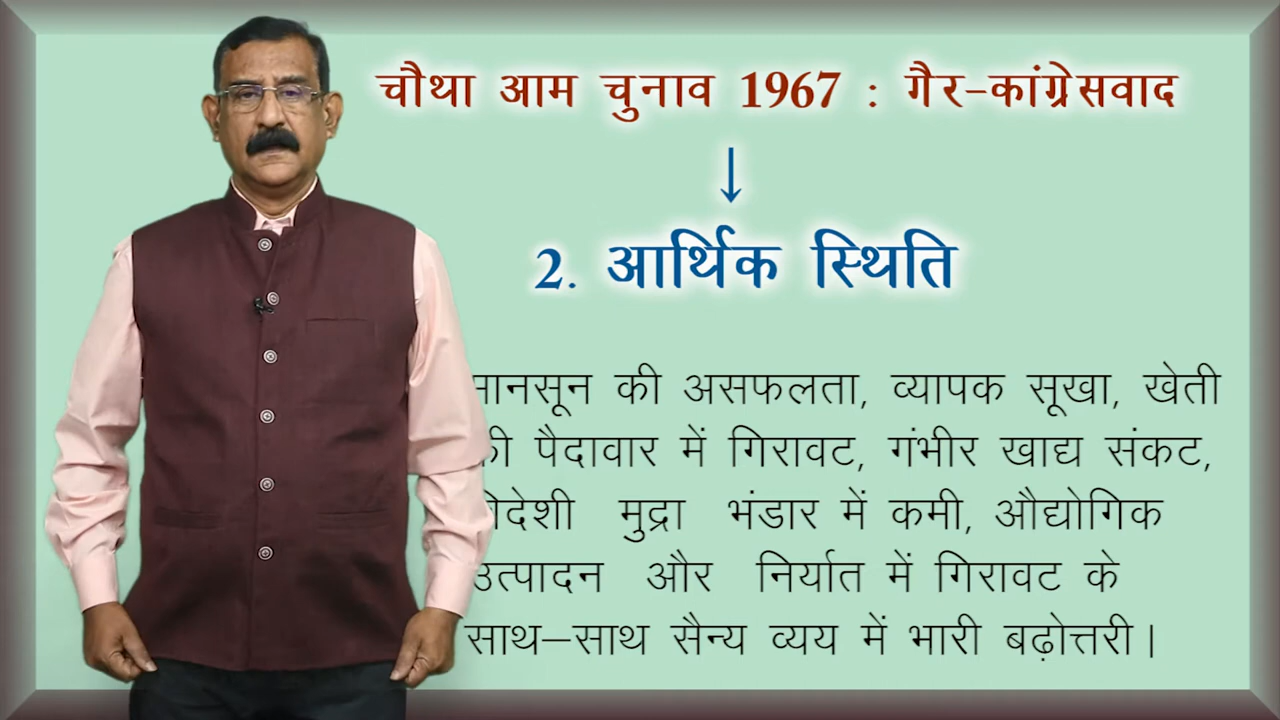 चौथा आम चुनाव 1967 : गैर-कांग्रेसवाद
↓
2. आर्थिक स्थिति
मानसून की असफलता, व्यापक सूखा, खेती
की पैदावार में गिरावट, गंभीर खाद्य संकट,
विदेशी मुद्रा भंडार में कमी, औद्योगिक
उत्पादन और निर्यात में गिरावट के
साथ–साथ सैन्य व्यय में भारी बढ़ोत्तरी।